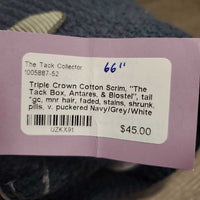 The Tack Collector
1005887-52
66"
Triple Crown Cotton Scrim, "The
Tack Box, Antares, & Blostel", tail
*gc, mnr hair, faded, stains, shrunk,
pills, v. puckered Navy/Grey/White
UZKX91
$45.00